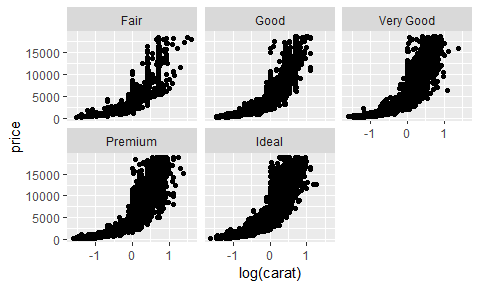 Fair Good Very Good
15000
10000
5000
0
price
-1 0 1
Premium Ideal
15000
10000
5000
0
-1 0 1 -1 0 1
log(carat)